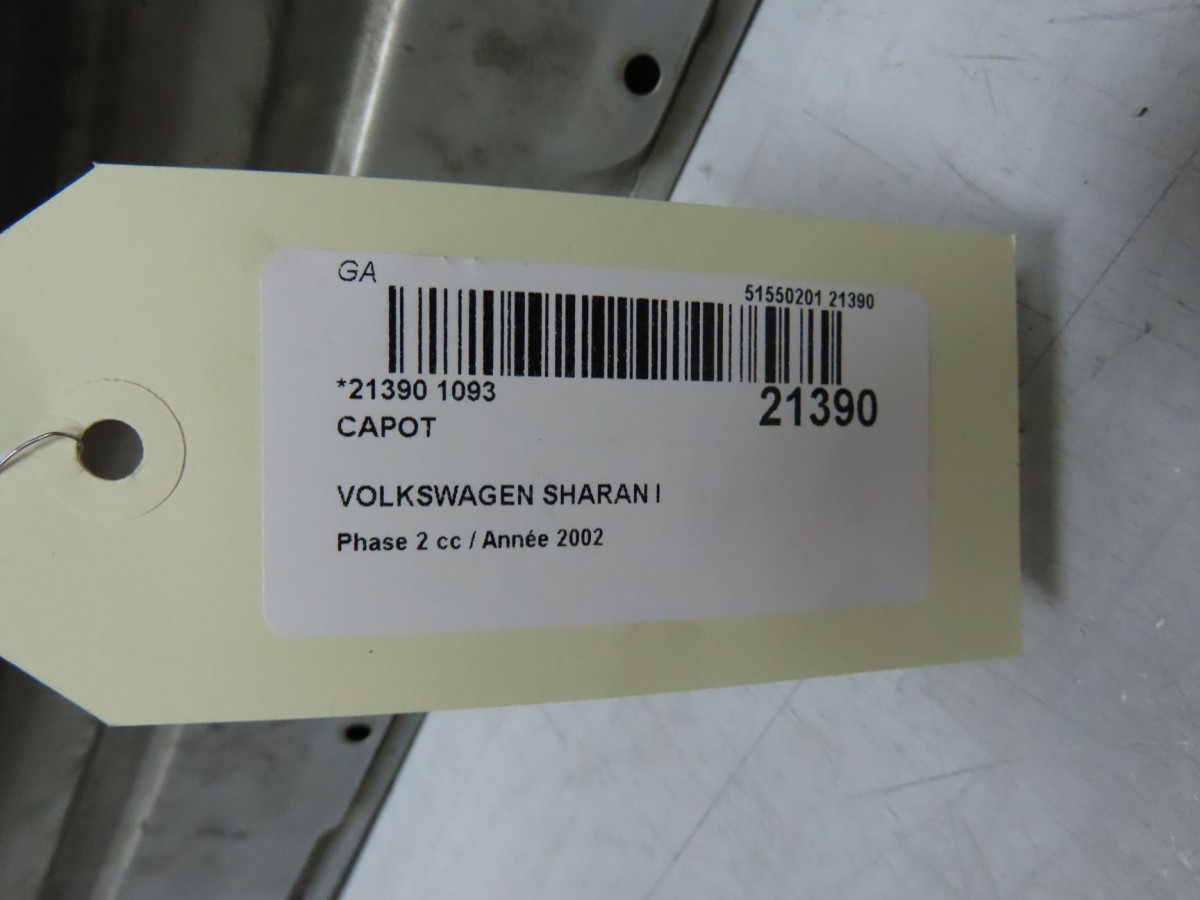 GA
51550201 21390
*21390 1093
21390
CAPOT
VOLKSWAGEN SHARAN I
Phase 2 cc / Année 2002